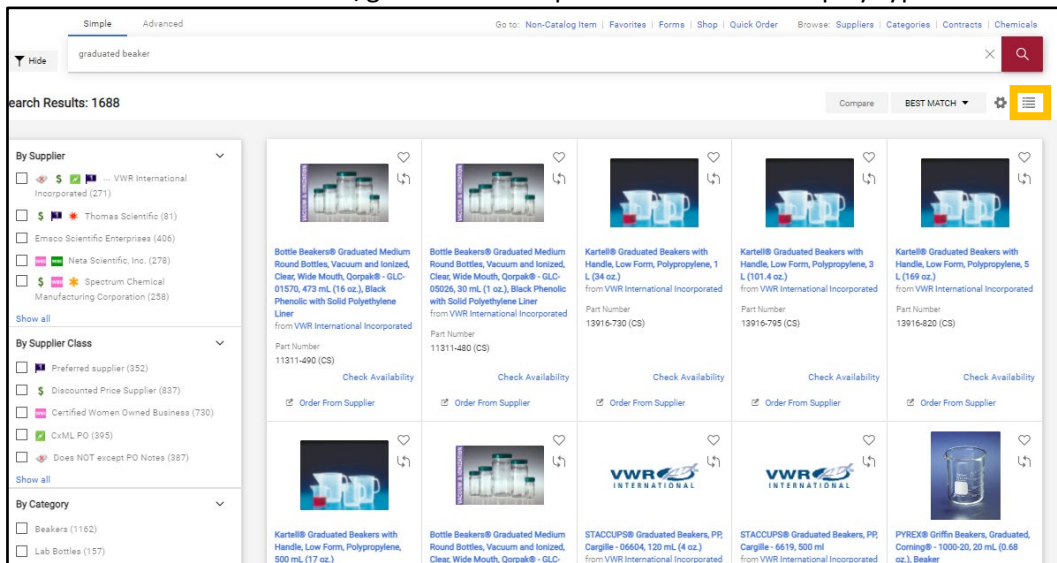 Simple Advanced Go to: Non-Catalog Item | Favorites | Forms | Shop | Quick Order Browse: Suppliers | Categories | Contracts | Chemicals
Hide
graduated beaker
earch Results: 1688
Compare BEST MATCH
By Supplier
... VWR International
Incorporated (271)
Thomas Scientific (81)
Emsco Scientific Enterprises (406)
Neta Scientific, Inc. (278)
Spectrum Chemical
Manufacturing Corporation (258)
Show all
By Supplier Class
Preferred supplier (352)
Discounted Price Supplier (837)
Certified Women Owned Business (730)
CxML PO (395)
Does NOT except PO Notes (387)
Show all
By Category
Beakers (1162)
Lab Bottles (157)
VACUUM & IONIZATION
Bottle Beakers® Graduated Medium
Round Bottles, Vacuum and Ionized,
Clear, Wide Mouth, Qorpak® - GLC-
01570, 473 mL (16 oz.), Black
Phenolic with Solid Polyethylene
Liner
from VWR International Incorporated
Part Number
11311-490 (CS)
Check Availability
Order From Supplier
VACUUM & IONIZATION
Bottle Beakers® Graduated Medium
Round Bottles, Vacuum and Ionized,
Clear, Wide Mouth, Qorpak® - GLC-
05026, 30 mL (1 oz.), Black Phenolic
with Solid Polyethylene Liner
from VWR International Incorporated
Part Number
11311-480 (CS)
Check Availability
Order From Supplier
Kartell® Graduated Beakers with
Handle, Low Form, Polypropylene, 1
L (34 oz.)
from VWR International Incorporated
Part Number
13916-730 (CS)
Check Availability
Order From Supplier
Kartell® Graduated Beakers with
Handle, Low Form, Polypropylene, 3
L (101.4 oz.)
from VWR International Incorporated
Part Number
13916-795 (CS)
Check Availability
Order From Supplier
Kartell® Graduated Beakers with
Handle, Low Form, Polypropylene, 5
L (169 oz.)
from VWR International Incorporated
Part Number
13916-820 (CS)
Check Availability
Order From Supplier
Kartell® Graduated Beakers with
Handle, Low Form, Polypropylene,
500 mL (17 oz.)
VACUUM & IONIZATION
Bottle Beakers® Graduated Medium
Round Bottles, Vacuum and Ionized,
Clear, Wide Mouth, Qorpak® - GLC-
VWR
INTERNATIONAL
STACCUPS® Graduated Beakers, PP,
Cargille - 06604, 120 mL (4 oz.)
from VWR International Incorporated
VWR
INTERNATIONAL
STACCUPS® Graduated Beakers, PP,
Cargille - 6619, 500 ml
from VWR International Incorporated
PYREX® Griffin Beakers, Graduated,
Corning® - 1000-20, 20 mL (0.68
oz.), Beaker